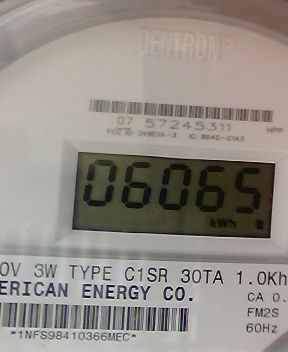 CENTRON®
07 57245311 HPP
06065
kWh
0V 3W TYPE C1SR 30TA 1.0Kh
ERICAN ENERGY CO. CA 0.
FM2S
60Hz
*1NFS98410366MEC*